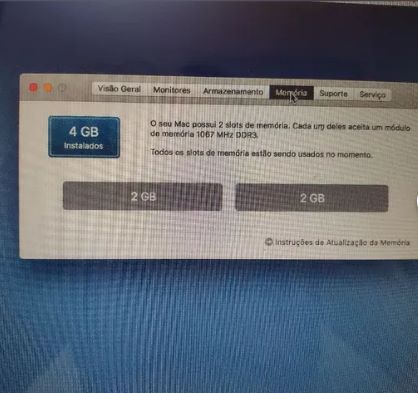 Visão Geral Monitores Armazenamento Memória Suporte Serviço
4 GB
Instalados
O seu Mac possui 2 slots de memória. Cada um deles aceita um módulo
de memória 1067 MHz DDR3.
Todos os slots de memória estão sendo usados no momento.
2 GB 2 GB
Instruções de Atualização da Memória